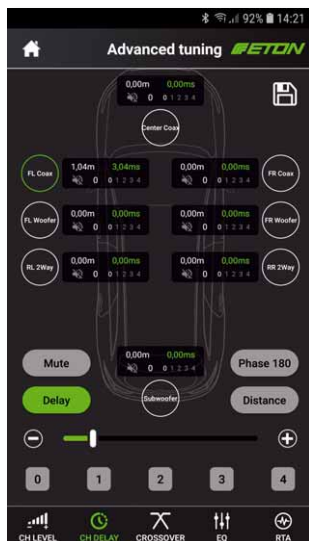 92% 14:21
Advanced tuning ETON
0,00m 0,00ms
0 0 1 2 3 4
Center Coax
FL Coax 1,04m 3,04ms 0,00m 0,00ms FR Coax
0 0 1 2 3 4 0 0 1 2 3 4
FL Woofer 0,00m 0,00ms 0,00m 0,00ms FR Woofer
0 0 1 2 3 4 0 0 1 2 3 4
RL 2Way 0,00m 0,00ms 0,00m 0,00ms RR 2Way
0 0 1 2 3 4 0 0 1 2 3 4
Mute 0,00m 0,00ms Phase 180
0 0 1 2 3 4
Delay Subwoofer Distance
0 1 2 3 4
CH LEVEL CH DELAY CROSSOVER EQ RTA